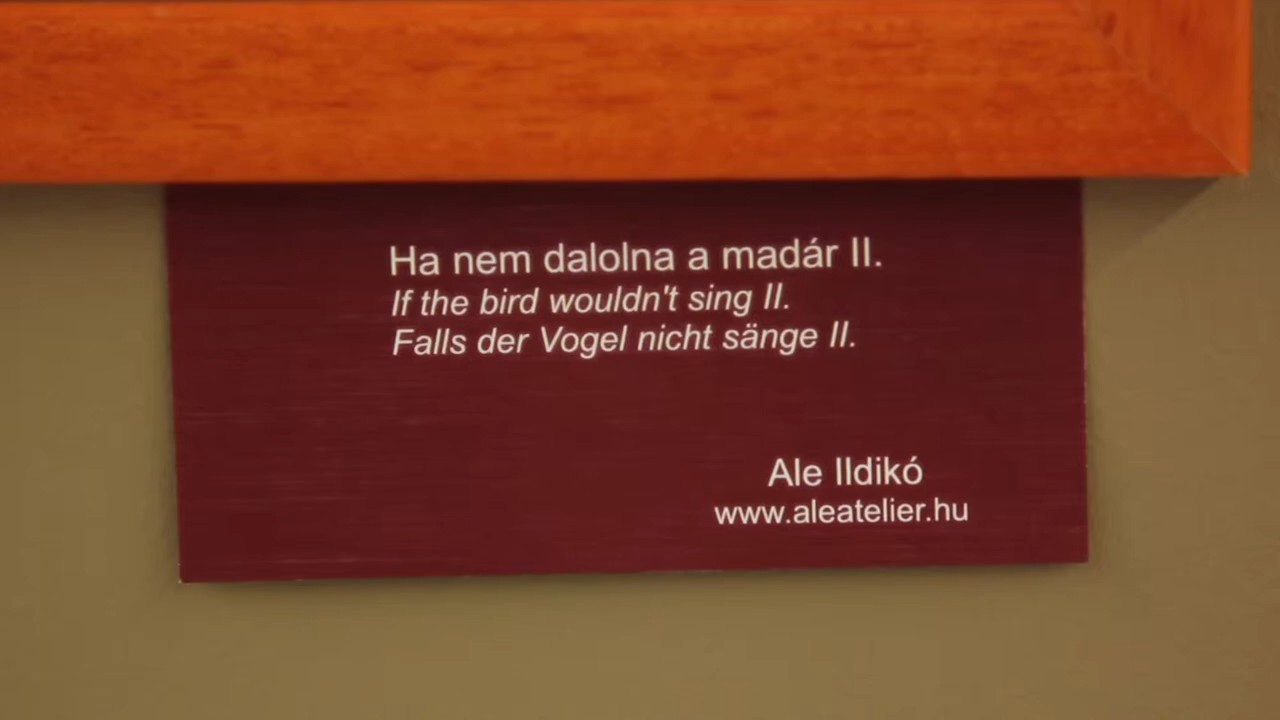 Ha nem dalolna a madár II.
If the bird wouldn't sing II.
Falls der Vogel nicht sänge II.
Ale Ildikó
www.aleatelier.hu